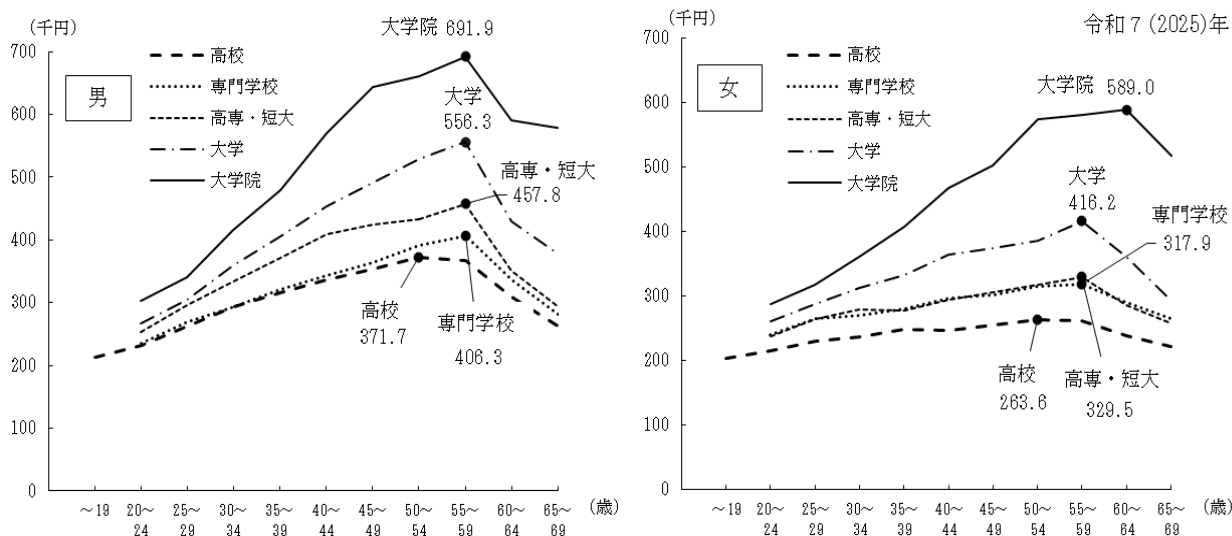 令和７(2025)年
(千円)
男
高校
専門学校
高専・短大
大学
大学院
大学院 691.9
大学
556.3
高専・短大
457.8
高校
371.7
専門学校
406.3
700
600
500
400
300
200
100
0
～19 20～24 25～29 30～34 35～39 40～44 45～49 50～54 55～59 60～64 65～69 (歳)
(千円)
女
高校
専門学校
高専・短大
大学
大学院
大学院 589.0
大学
416.2
専門学校
317.9
高校
263.6
高専・短大
329.5
700
600
500
400
300
200
100
0
～19 20～24 25～29 30～34 35～39 40～44 45～49 50～54 55～59 60～64 65～69 (歳)